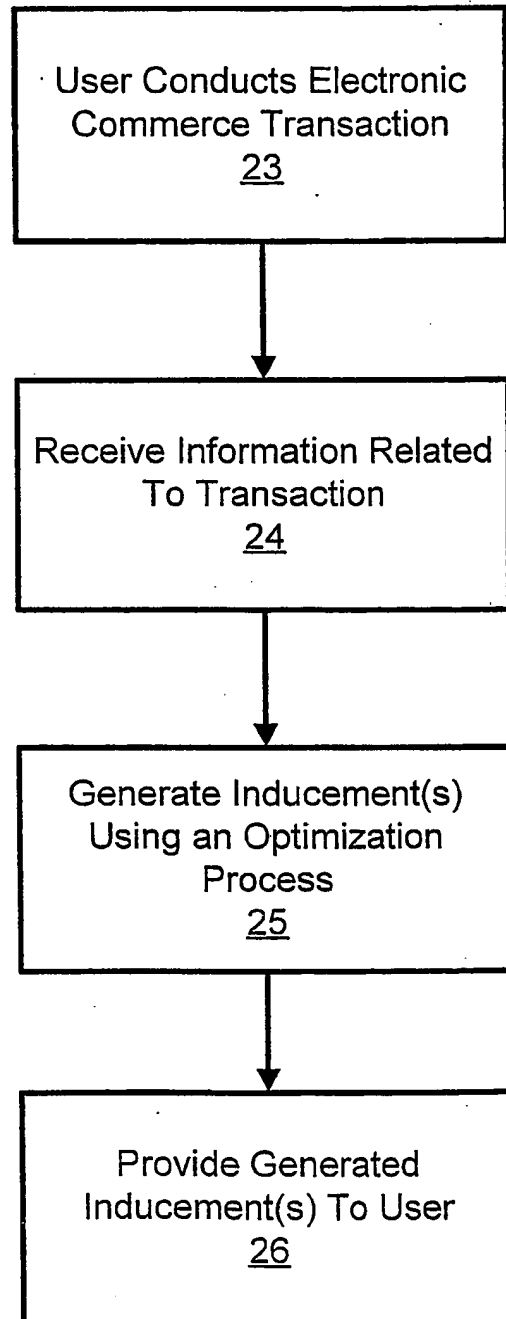 User Conducts Electronic
Commerce Transaction
23
Receive Information Related
To Transaction
24
Generate Inducement(s)
Using an Optimization
Process
25
Provide Generated
Inducement(s) To User
26